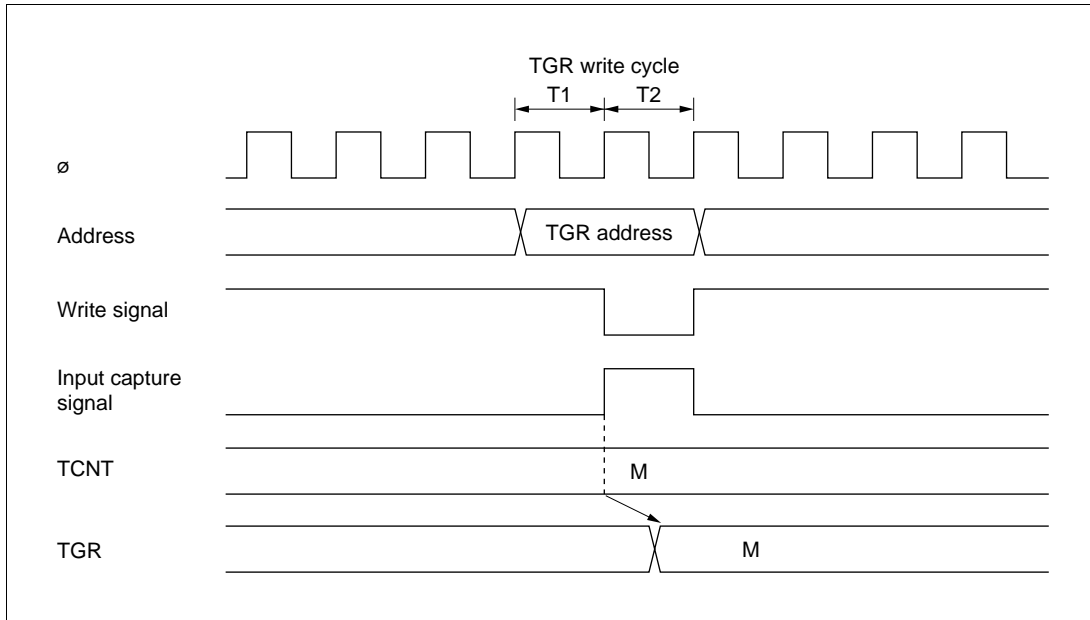 TGR write cycle
T1 T2
ø
Address TGR address
Write signal
Input capture
signal
TCNT M
TGR M